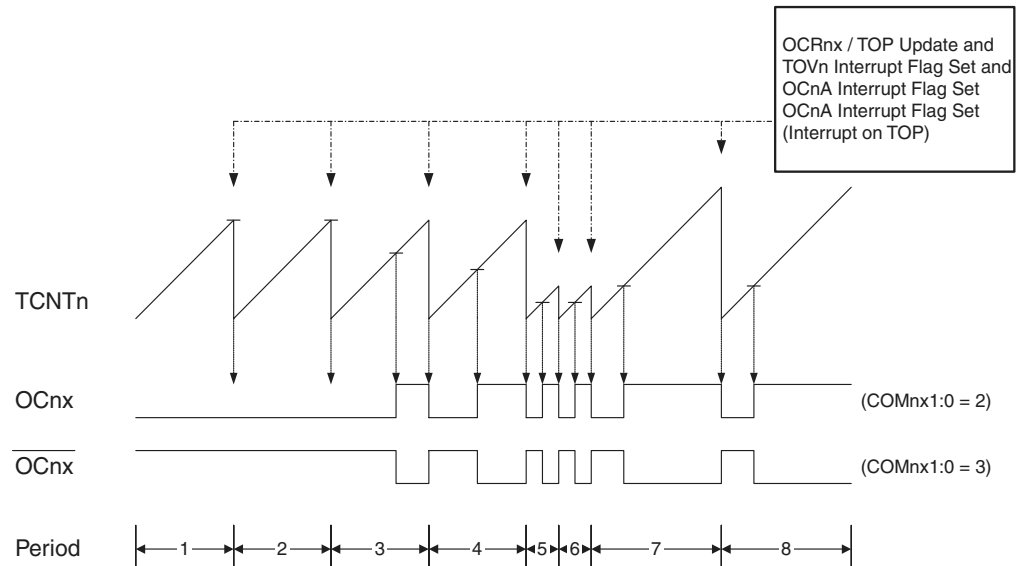 OCRnx / TOP Update and
TOVn Interrupt Flag Set and
OCnA Interrupt Flag Set
OCnA Interrupt Flag Set
(Interrupt on TOP)
TCNTn
OCnx
(COMnx1:0 = 2)
OCnx
(COMnx1:0 = 3)
Period
1 2 3 4 5 6 7 8